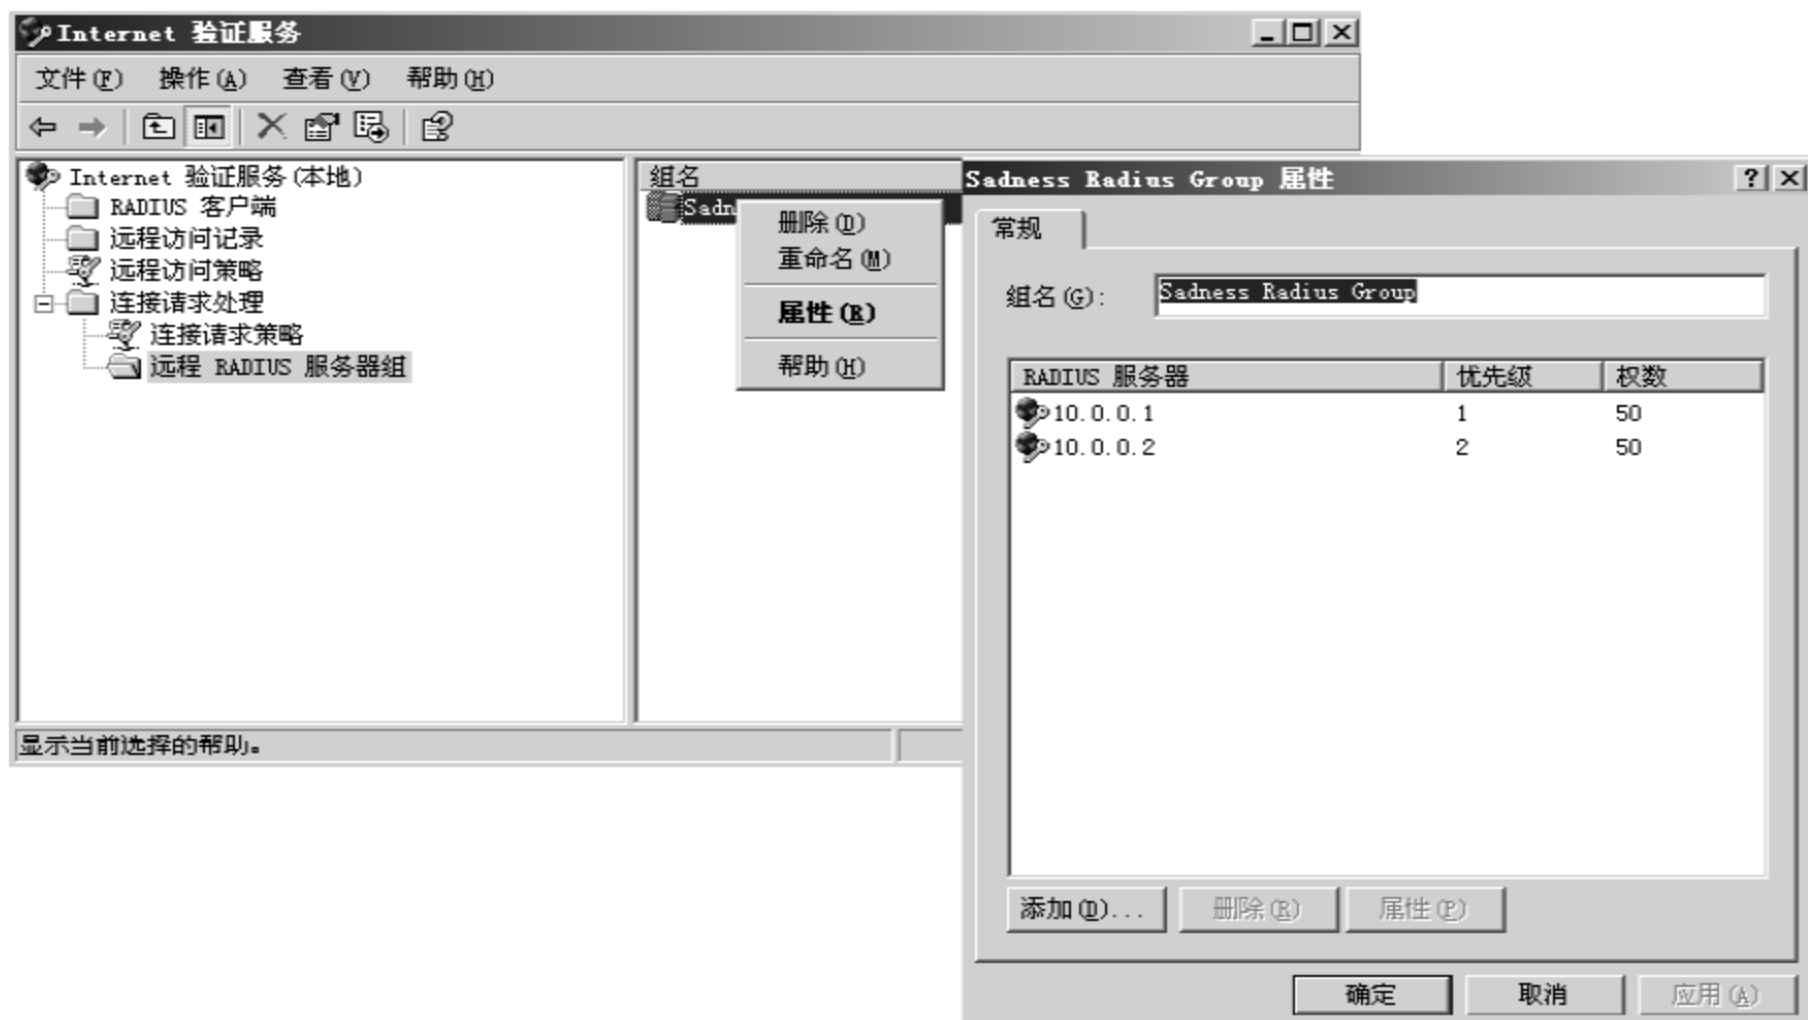 Internet 验证服务
文件(F) 操作(A) 查看(V) 帮助(H)
Internet 验证服务(本地)
RADIUS 客户端
远程访问记录
远程访问策略
连接请求处理
连接请求策略
远程 RADIUS 服务器组
显示当前选择的帮助。
组名
Sadn
删除(D)
重命名(M)
属性(R)
帮助(H)
Sadness Radius Group 属性
常规
组名(G): Sadness Radius Group
RADIUS 服务器 优先级 权数
10.0.0.1 1 50
10.0.0.2 2 50
添加(D)... 删除(R) 属性(P)
确定 取消 应用(A)